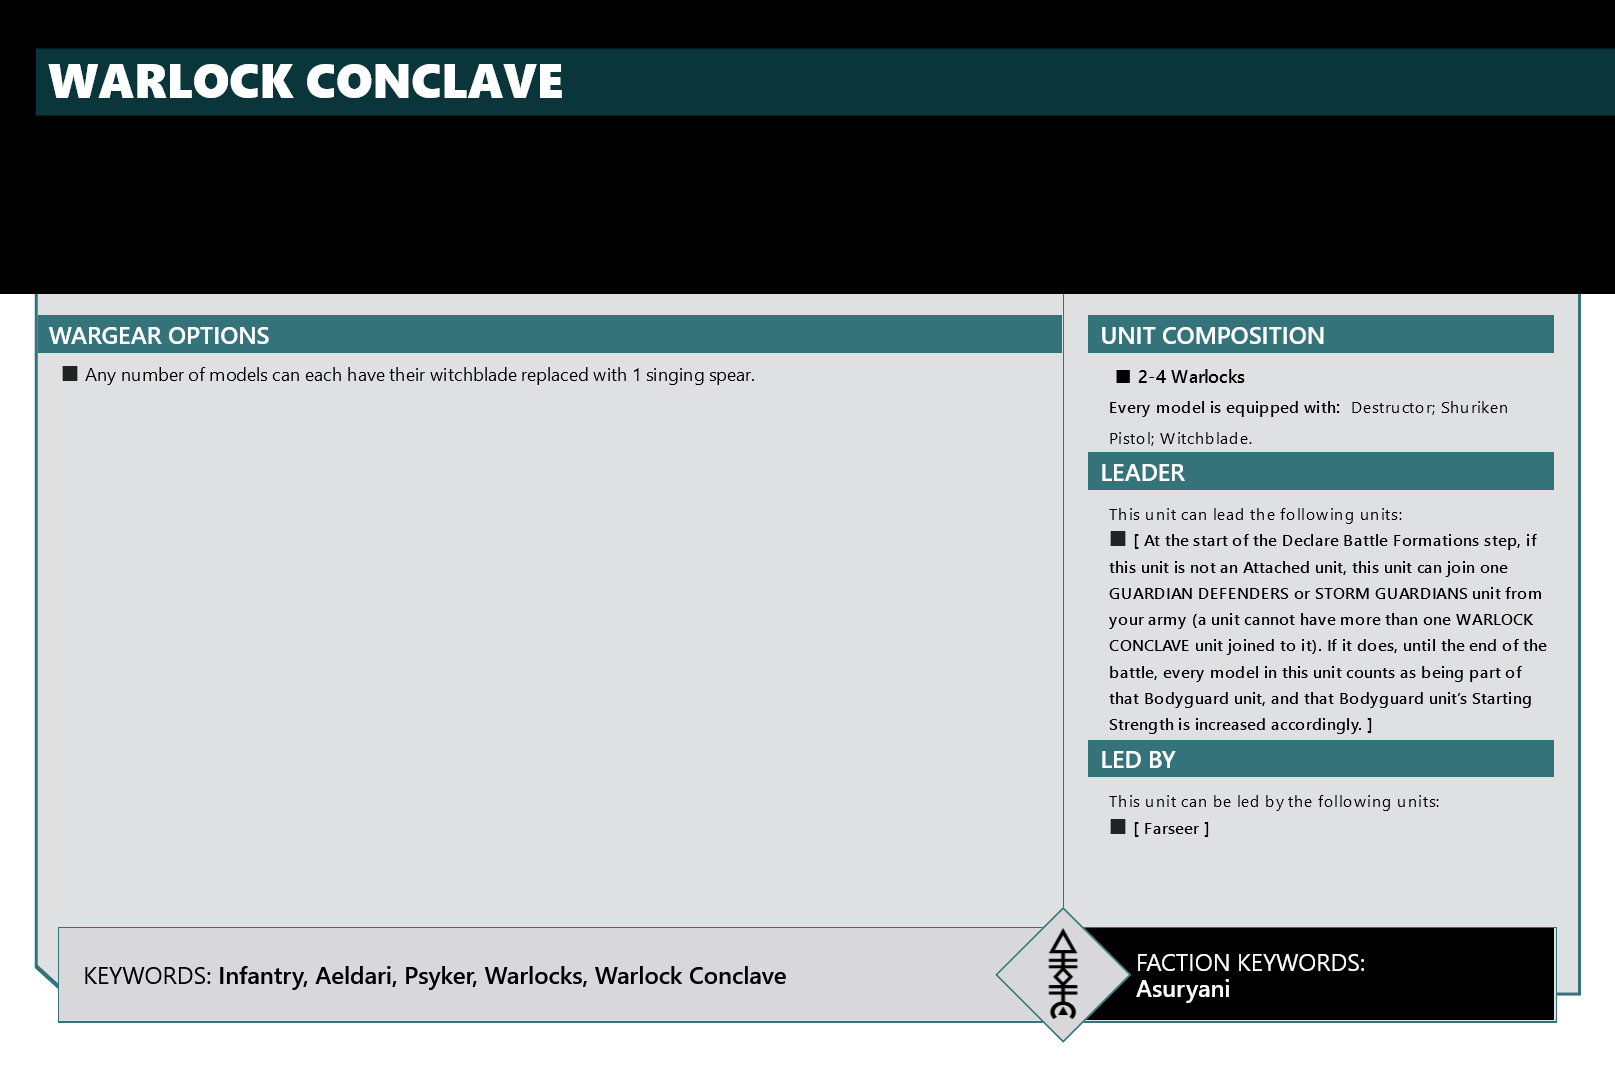 WARLOCK CONCLAVE
WARGEAR OPTIONS
■ Any number of models can each have their witchblade replaced with 1 singing spear.
UNIT COMPOSITION
■ 2-4 Warlocks
Every model is equipped with: Destructor; Shuriken
Pistol; Witchblade.
LEADER
This unit can lead the following units:
■ [ At the start of the Declare Battle Formations step, if
this unit is not an Attached unit, this unit can join one
GUARDIAN DEFENDERS or STORM GUARDIANS unit from
your army (a unit cannot have more than one WARLOCK
CONCLAVE unit joined to it). If it does, until the end of the
battle, every model in this unit counts as being part of
that Bodyguard unit, and that Bodyguard unit's Starting
Strength is increased accordingly. ]
LED BY
This unit can be led by the following units:
■ [ Farseer ]
KEYWORDS: Infantry, Aeldari, Psyker, Warlocks, Warlock Conclave
FACTION KEYWORDS:
Asuryani